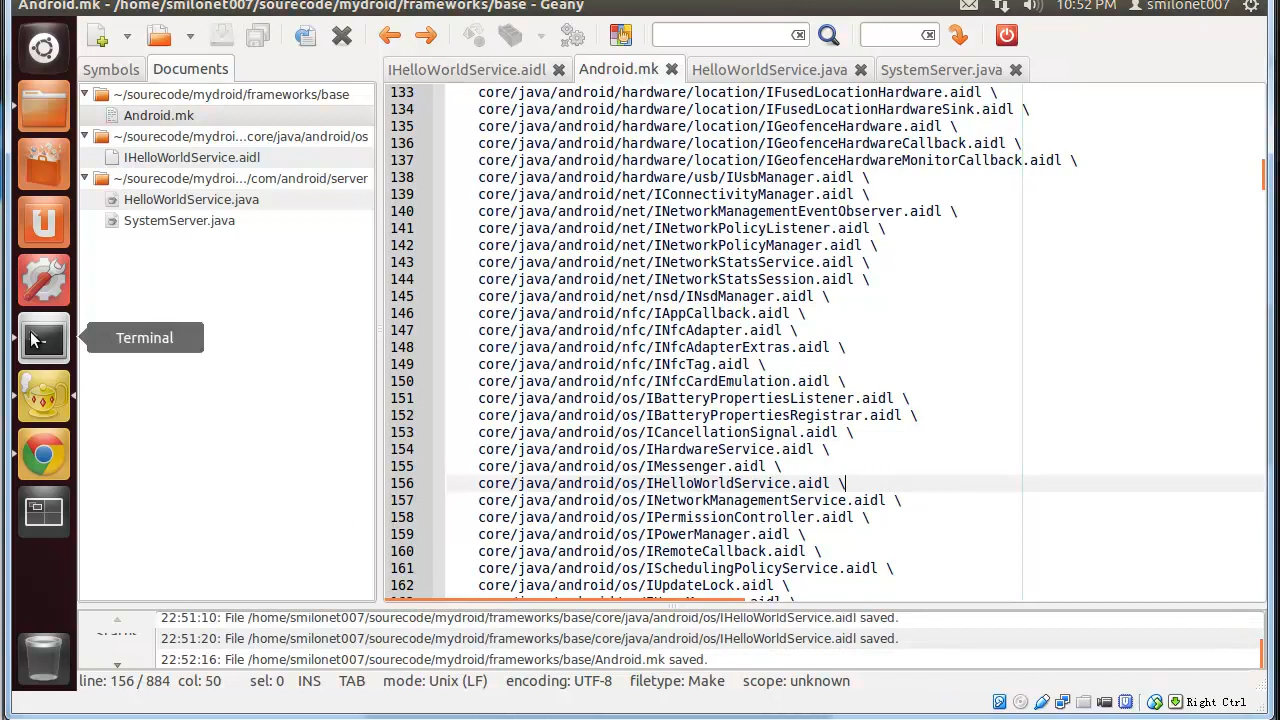 Android.mk - /home/smilonet007/sourecode/mydroid/frameworks/base - Geany
10:52 PM
smilonet007
Symbols
Documents
IHelloWorldService.aidl
Android.mk
HelloWorldService.java
SystemServer.java
~/sourecode/mydroid/frameworks/base
Android.mk
~/sourecode/mydroi...core/java/android/os
IHelloWorldService.aidl
~/sourecode/mydroi.../com/android/server
HelloWorldService.java
SystemServer.java
Terminal
133 core/java/android/hardware/location/IFusedLocationHardware.aidl \
134 core/java/android/hardware/location/IFusedLocationHardwareSink.aidl \
135 core/java/android/hardware/location/IGeofenceHardware.aidl \
136 core/java/android/hardware/location/IGeofenceHardwareCallback.aidl \
137 core/java/android/hardware/location/IGeofenceHardwareMonitorCallback.aidl \
138 core/java/android/hardware/usb/IUsbManager.aidl \
139 core/java/android/net/IConnectivityManager.aidl \
140 core/java/android/net/INetworkManagementEventObserver.aidl \
141 core/java/android/net/INetworkPolicyListener.aidl \
142 core/java/android/net/INetworkPolicyManager.aidl \
143 core/java/android/net/INetworkStatsService.aidl \
144 core/java/android/net/INetworkStatsSession.aidl \
145 core/java/android/net/nsd/INsdManager.aidl \
146 core/java/android/nfc/IAppCallback.aidl \
147 core/java/android/nfc/INfcAdapter.aidl \
148 core/java/android/nfc/INfcAdapterExtras.aidl \
149 core/java/android/nfc/INfcTag.aidl \
150 core/java/android/nfc/INfcCardEmulation.aidl \
151 core/java/android/os/IBatteryPropertiesListener.aidl \
152 core/java/android/os/IBatteryPropertiesRegistrar.aidl \
153 core/java/android/os/ICancellationSignal.aidl \
154 core/java/android/os/IHardwareService.aidl \
155 core/java/android/os/IMessenger.aidl \
156 core/java/android/os/IHelloWorldService.aidl \
157 core/java/android/os/INetworkManagementService.aidl \
158 core/java/android/os/IPermissionController.aidl \
159 core/java/android/os/IPowerManager.aidl \
160 core/java/android/os/IRemoteCallback.aidl \
161 core/java/android/os/ISchedulingPolicyService.aidl \
162 core/java/android/os/IUpdateLock.aidl \
22:51:10: File /home/smilonet007/sourecode/mydroid/frameworks/base/core/java/android/os/IHelloWorldService.aidl saved.
22:51:20: File /home/smilonet007/sourecode/mydroid/frameworks/base/core/java/android/os/IHelloWorldService.aidl saved.
22:52:16: File /home/smilonet007/sourecode/mydroid/frameworks/base/Android.mk saved.
line: 156 / 884 col: 50 sel: 0 INS TAB mode: Unix (LF) encoding: UTF-8 filetype: Make scope: unknown
Right Ctrl